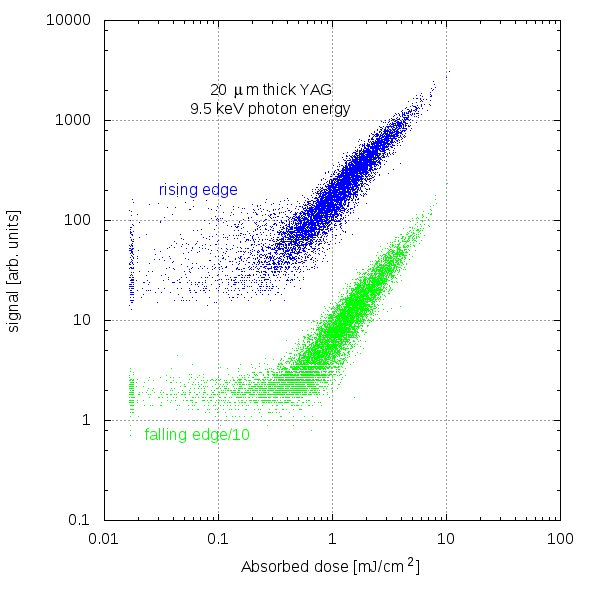 10000
20 μm thick YAG
9.5 keV photon energy
1000
rising edge
100
signal [arb. units]
10
1
falling edge/10
0.1
0.01 0.1 1 10 100
Absorbed dose [mJ/cm²]